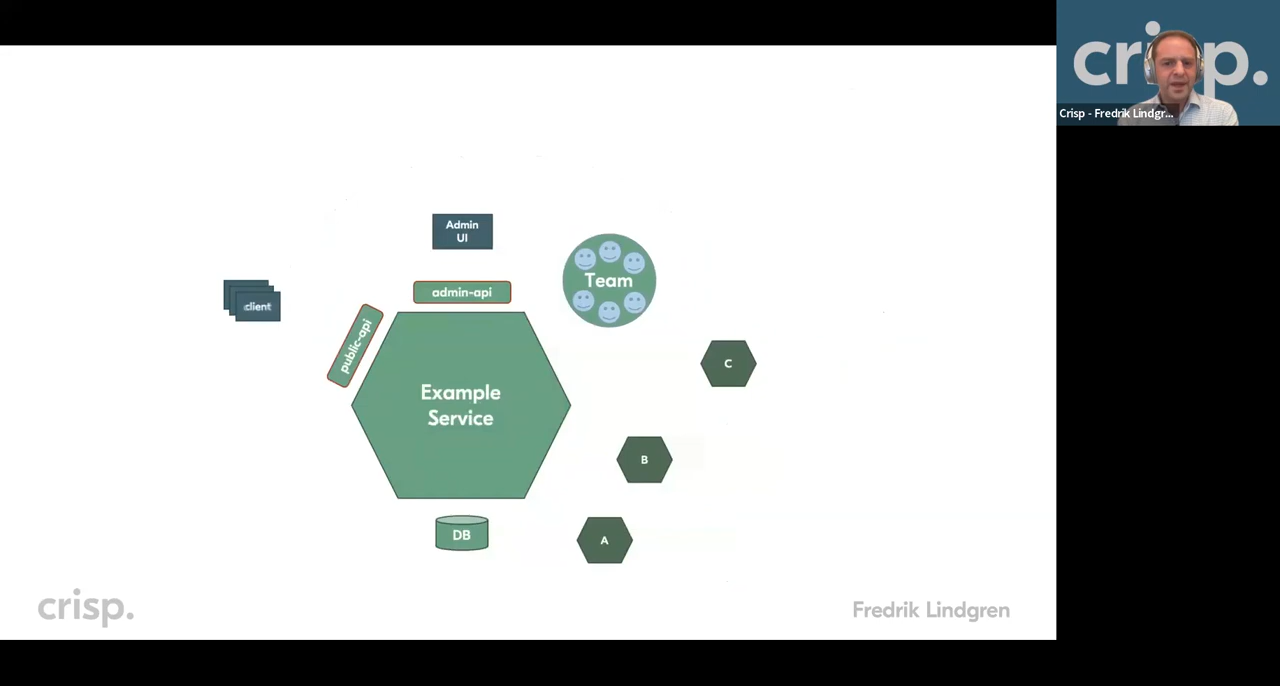 crisp.
Crisp - Fredrik Lindgr...
Admin
UI
Team
client
admin-api
public-api
Example
Service
C
B
A
DB
crisp.
Fredrik Lindgren